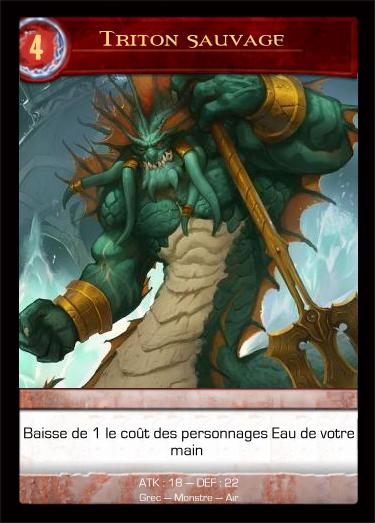 4
Triton sauvage
Baisse de 1 le coût des personnages Eau de votre
main
ATK : 18 — DEF : 22
Grec — Monstre — Air